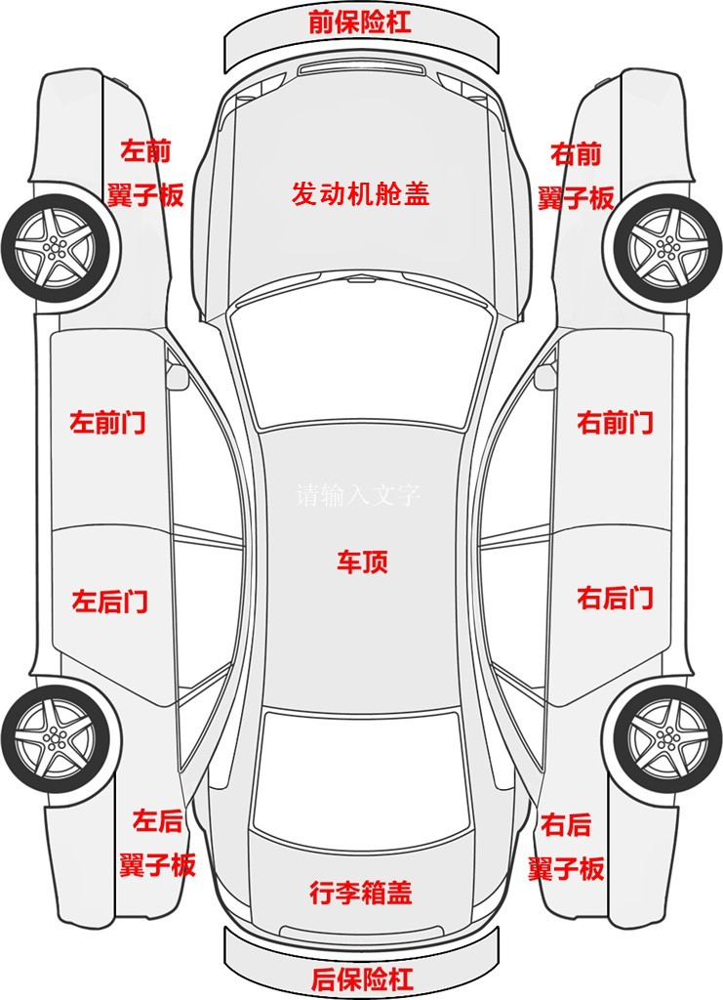 前保险杠
左前
翼子板
右前
翼子板
发动机舱盖
左前门
右前门
请输入文字
车顶
左后门
右后门
左后
翼子板
右后
翼子板
行李箱盖
后保险杠